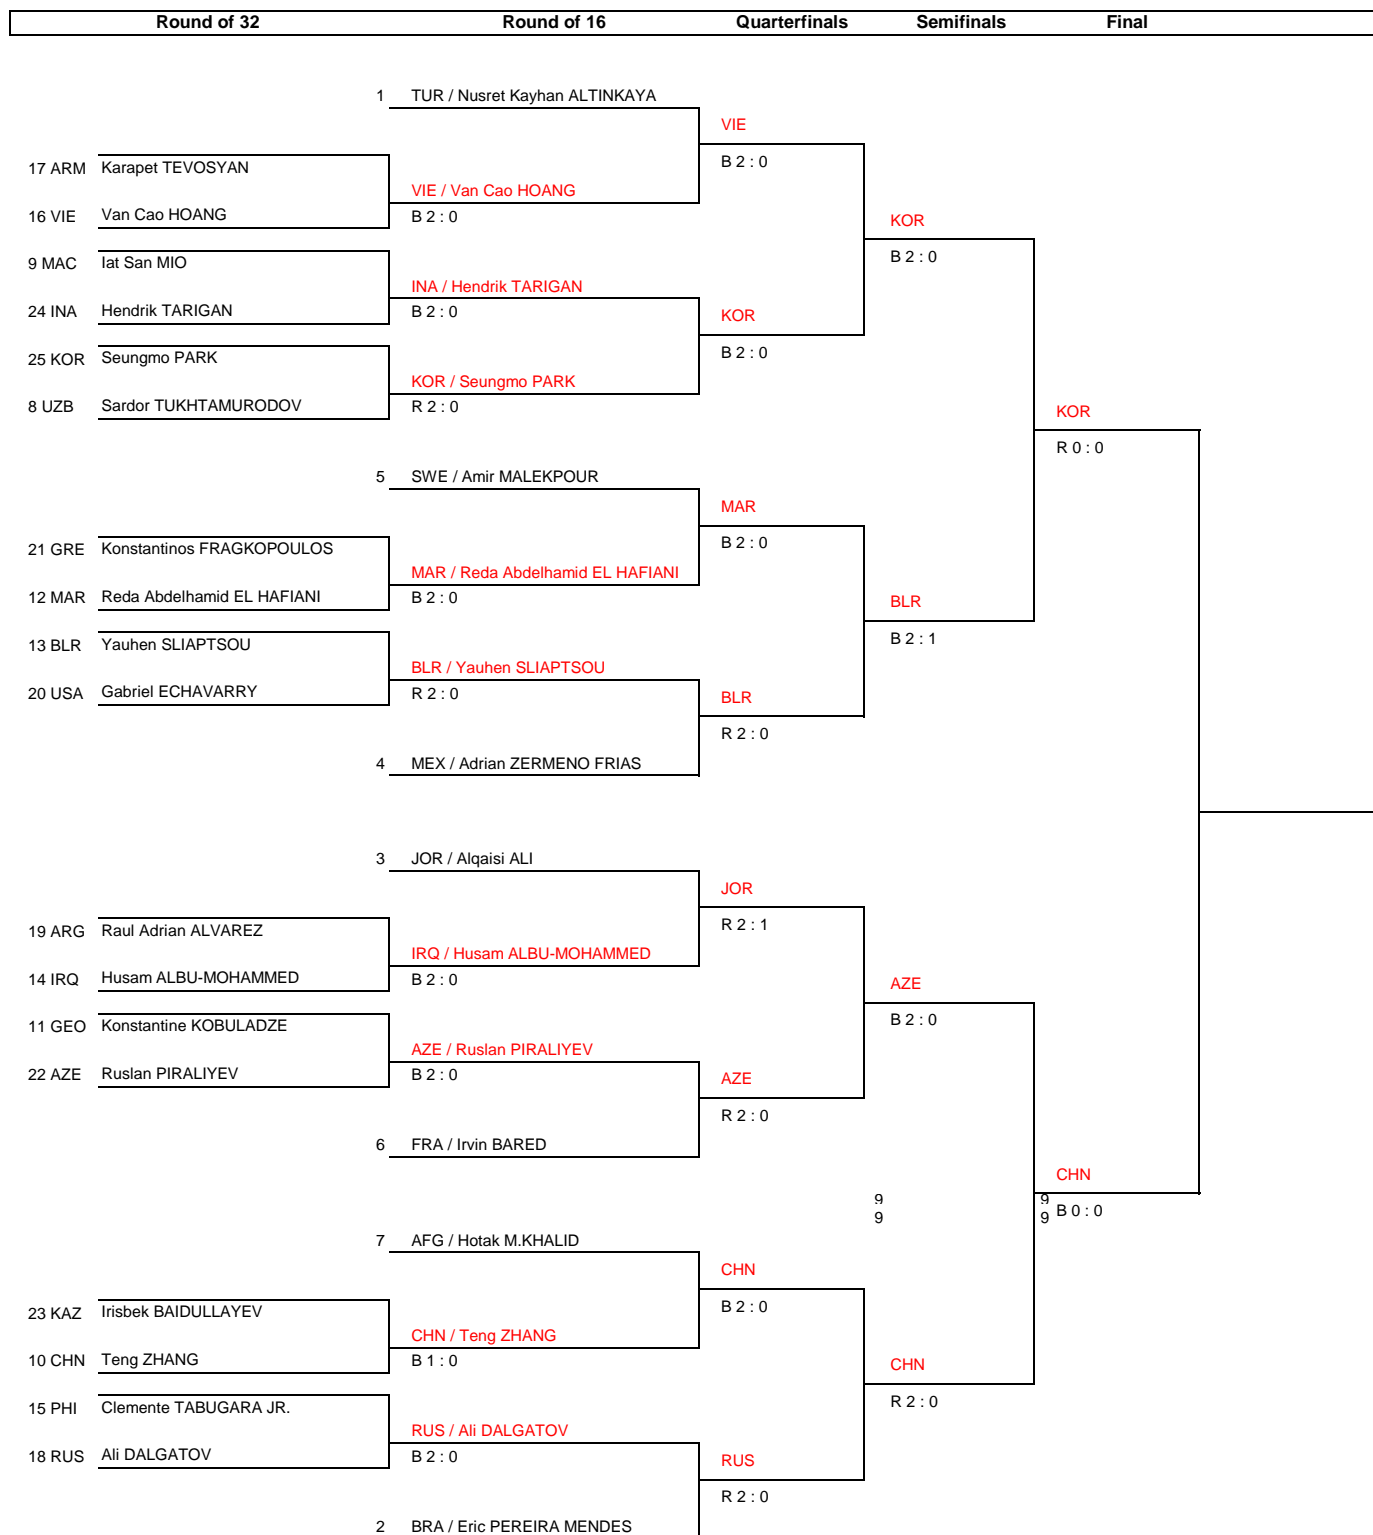 Round of 32 Round of 16 Quarterfinals Semifinals Final
1 TUR / Nusret Kayhan ALTINKAYA
VIE
B 2 : 0
17 ARM Karapet TEVOSYAN
VIE / Van Cao HOANG
16 VIE Van Cao HOANG B 2 : 0
KOR
B 2 : 0
9 MAC Iat San MIO
INA / Hendrik TARIGAN
24 INA Hendrik TARIGAN B 2 : 0
KOR
B 2 : 0
25 KOR Seungmo PARK
KOR / Seungmo PARK
8 UZB Sardor TUKHTAMURODOV R 2 : 0
KOR
R 0 : 0
5 SWE / Amir MALEKPOUR
MAR
B 2 : 0
21 GRE Konstantinos FRAGKOPOULOS
MAR / Reda Abdelhamid EL HAFIANI
12 MAR Reda Abdelhamid EL HAFIANI B 2 : 0
BLR
B 2 : 1
13 BLR Yauhen SLIAPTSOU
BLR / Yauhen SLIAPTSOU
20 USA Gabriel ECHAVARRY R 2 : 0
BLR
R 2 : 0
4 MEX / Adrian ZERMENO FRIAS
3 JOR / Alqaisi ALI
JOR
R 2 : 1
19 ARG Raul Adrian ALVAREZ
IRQ / Husam ALBU-MOHAMMED
14 IRQ Husam ALBU-MOHAMMED B 2 : 0
AZE
B 2 : 0
11 GEO Konstantine KOBULADZE
AZE / Ruslan PIRALIYEV
22 AZE Ruslan PIRALIYEV B 2 : 0
AZE
R 2 : 0
6 FRA / Irvin BARED
CHN
9 9
9 9 B 0 : 0
7 AFG / Hotak M.KHALID
CHN
B 2 : 0
23 KAZ Irisbek BAIDULLAYEV
CHN / Teng ZHANG
10 CHN Teng ZHANG B 1 : 0
CHN
R 2 : 0
15 PHI Clemente TABUGARA JR.
RUS / Ali DALGATOV
18 RUS Ali DALGATOV B 2 : 0
RUS
R 2 : 0
2 BRA / Eric PEREIRA MENDES